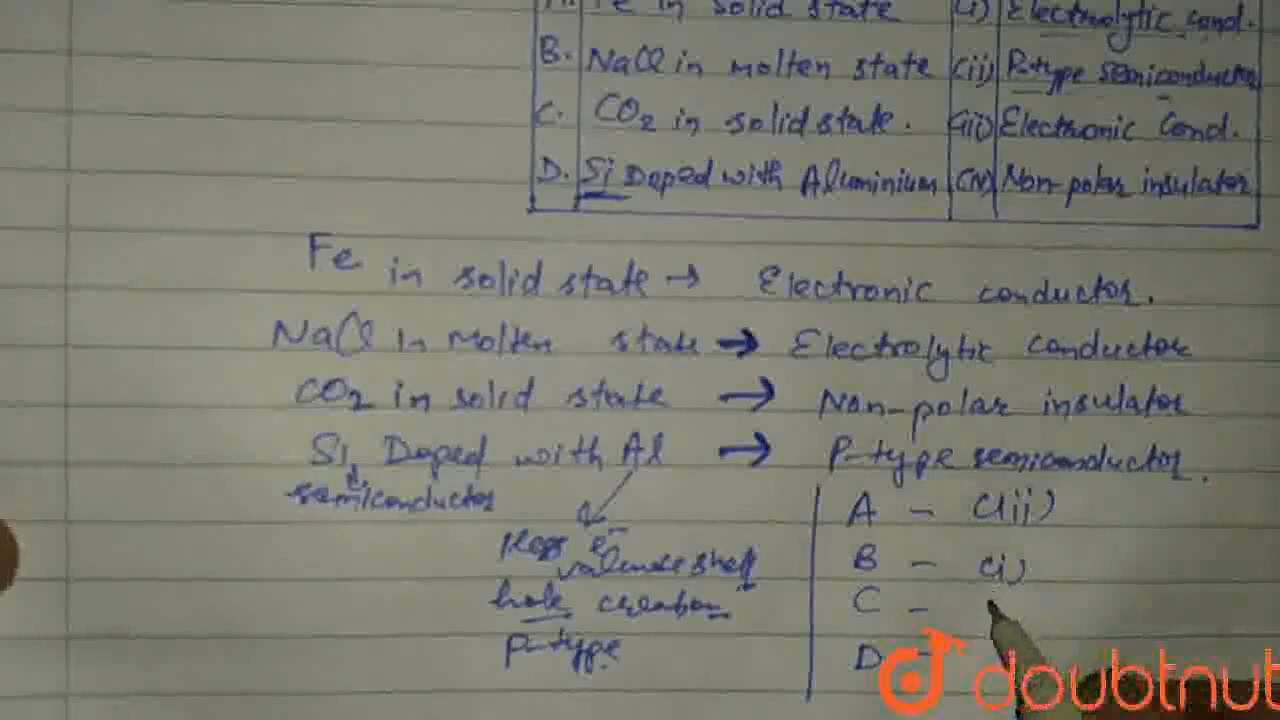 Fe in solid state (i) Electrolytic cond.
B. NaCl in molten state (ii) P-type semiconductor
C. CO2 in solid state. (iii) Electronic Cond.
D. Si Doped with Aluminium (iv) Non-polar insulator
Fe in solid state → Electronic conductor.
NaCl in Molten state → Electrolytic conductor
CO2 in solid state → Non-polar insulator
Si Doped with Al → P-type semiconductor.
semiconductor
less e-
valence shell
hole creation
P-type
A - (iii)
B - (i)
C -
D -
doubtnut